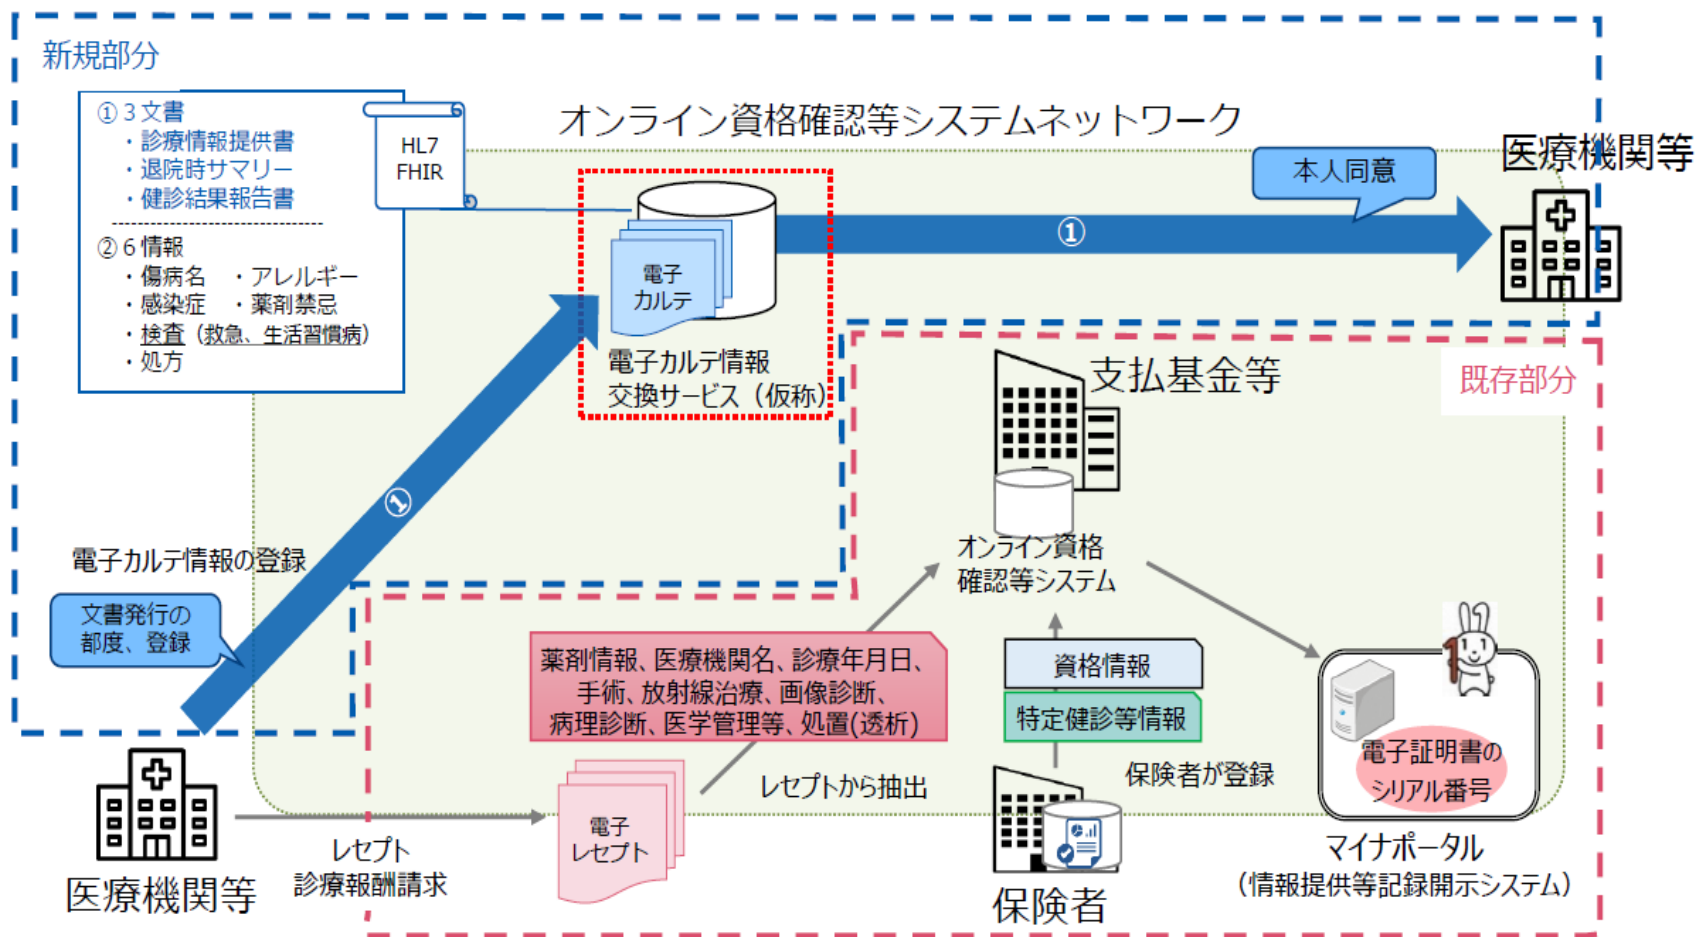 新規部分
①３文書
・診療情報提供書
・退院時サマリー
・健診結果報告書
②６情報
・傷病名　・アレルギー
・感染症　・薬剤禁忌
・検査（救急、生活習慣病）
・処方
HL7
FHIR
オンライン資格確認等システムネットワーク
本人同意
医療機関等
①
電子
カルテ
電子カルテ情報
交換サービス（仮称）
支払基金等
既存部分
①
電子カルテ情報の登録
文書発行の
都度、登録
オンライン資格
確認等システム
薬剤情報、医療機関名、診療年月日、
手術、放射線治療、画像診断、
病理診断、医学管理等、処置(透析)
資格情報
特定健診等情報
電子証明書の
シリアル番号
レセプトから抽出
保険者が登録
電子
レセプト
レセプト
診療報酬請求
医療機関等
保険者
マイナポータル
（情報提供等記録開示システム）